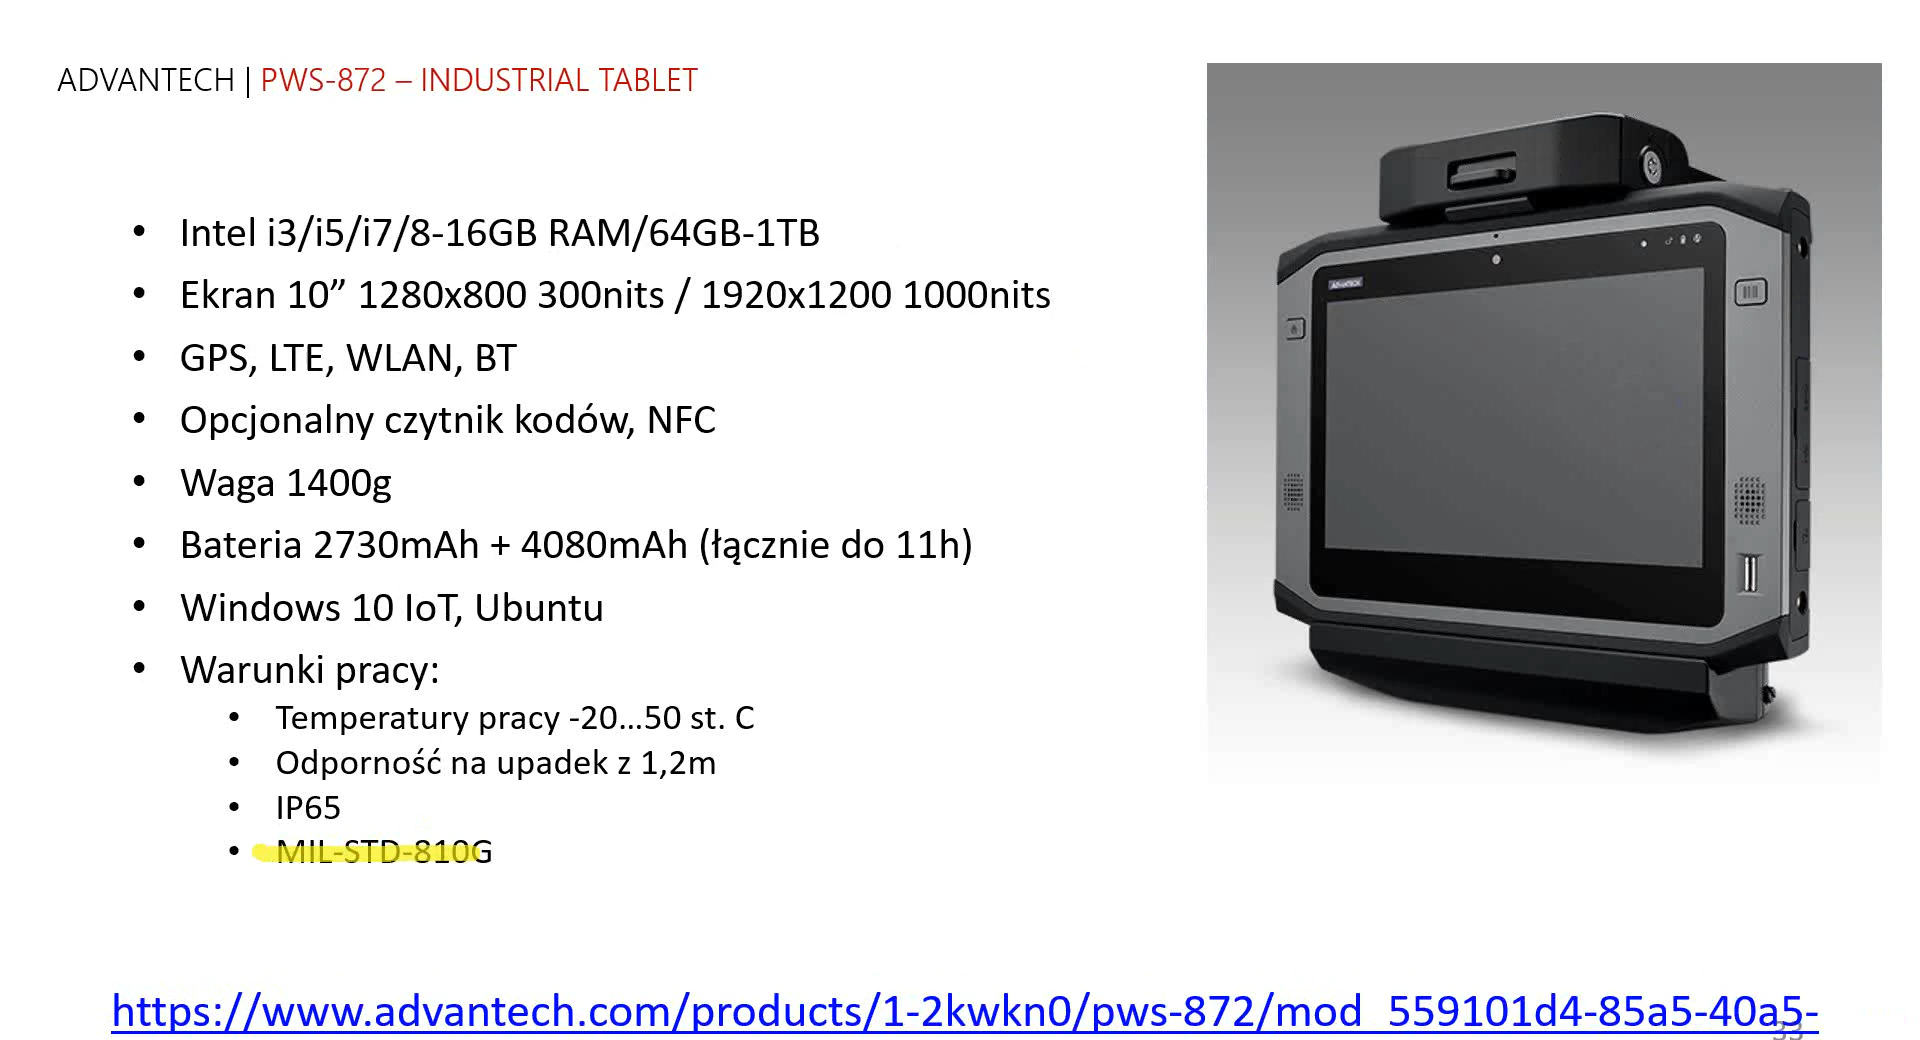 ADVANTECH | PWS-872 – INDUSTRIAL TABLET
• Intel i3/i5/i7/8-16GB RAM/64GB-1TB
• Ekran 10” 1280x800 300nits / 1920x1200 1000nits
• GPS, LTE, WLAN, BT
• Opcjonalny czytnik kodów, NFC
• Waga 1400g
• Bateria 2730mAh + 4080mAh (łącznie do 11h)
• Windows 10 IoT, Ubuntu
• Warunki pracy:
• Temperatury pracy -20...50 st. C
• Odporność na upadek z 1,2m
• IP65
• MIL-STD-810G
ADVANTECH
https://www.advantech.com/products/1-2kwkn0/pws-872/mod_559101d4-85a5-40a5-
33